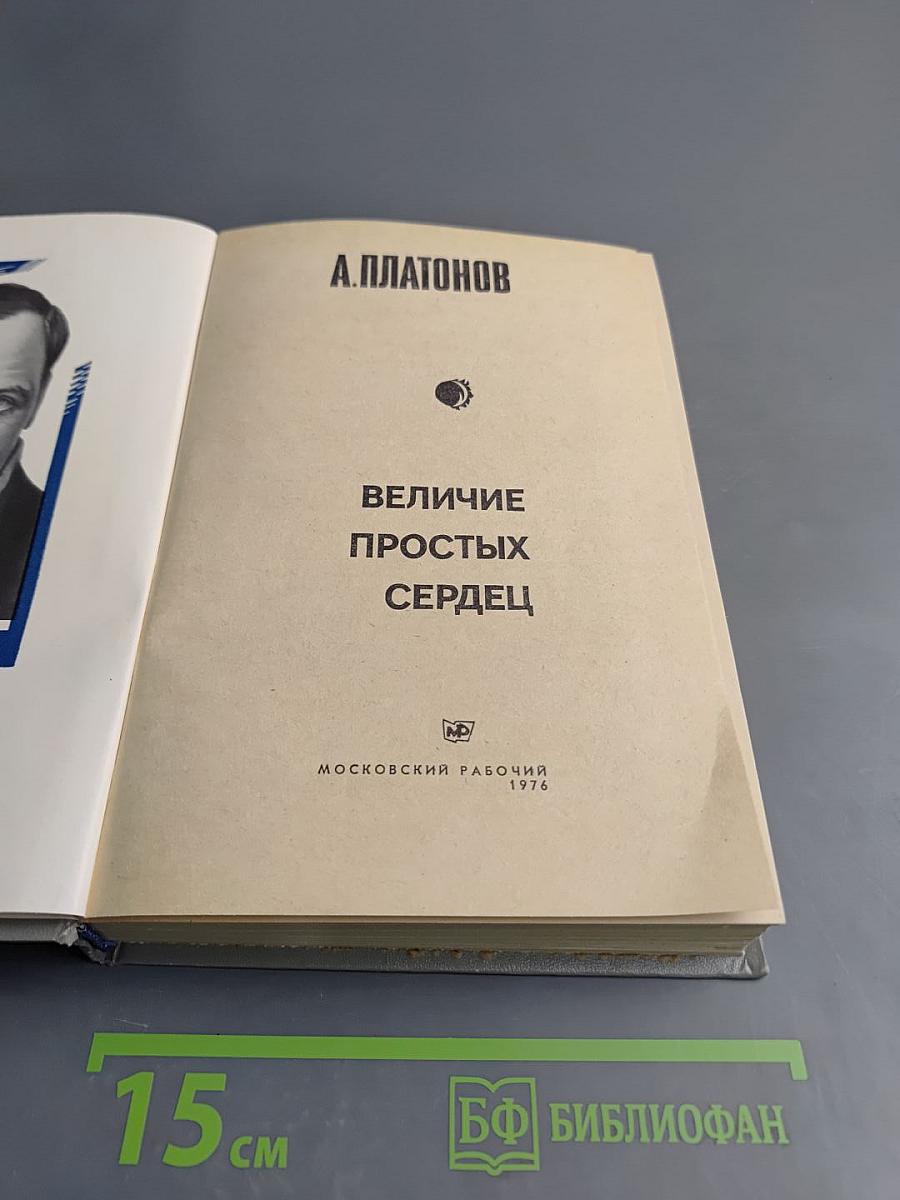 А.ПЛАТОНОВ
ВЕЛИЧИЕ
ПРОСТЫХ
СЕРДЕЦ
МР
МОСКОВСКИЙ РАБОЧИЙ
1976
15 см
БФ БИБЛИОФАН